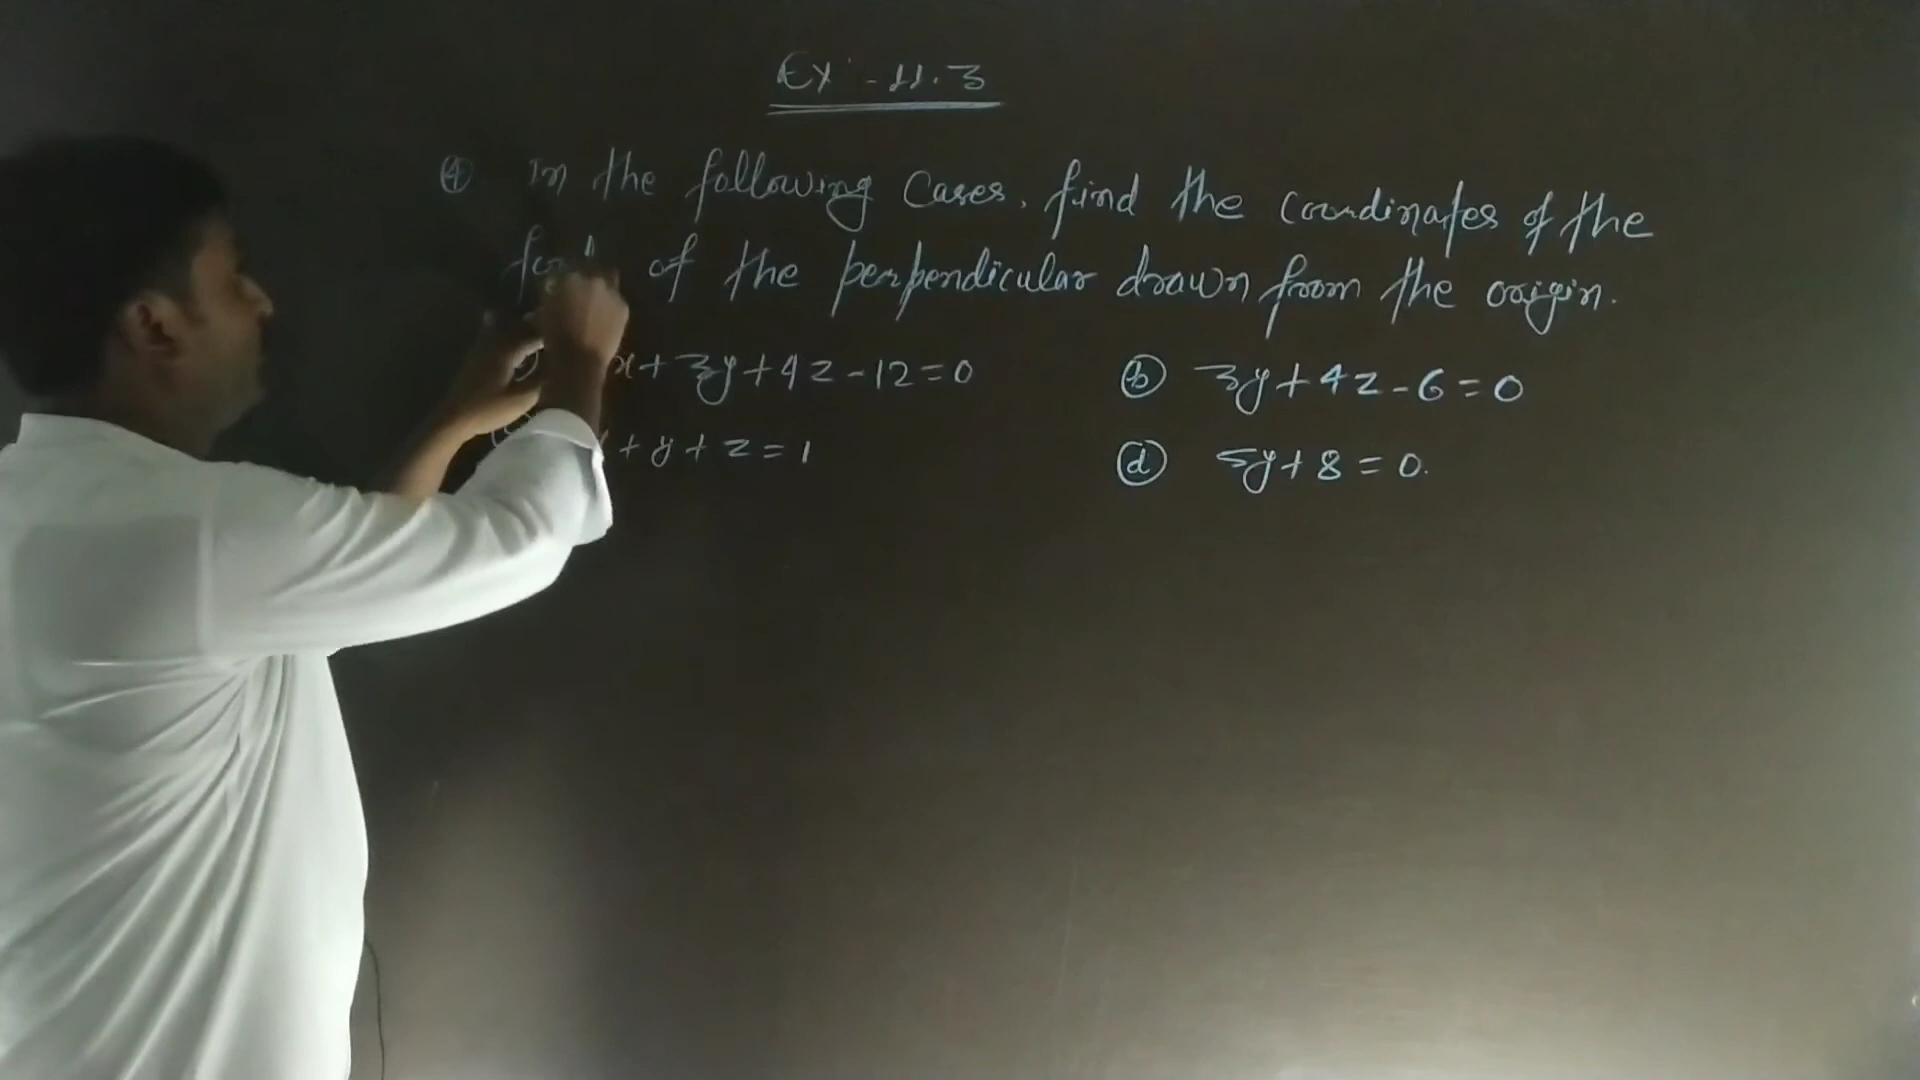 Ex - 11.3
④ In the following Cases, find the coordinates of the
foot of the perpendicular drawn from the origin.
x + 3y + 4z - 12 = 0 ⓑ 3y + 4z - 6 = 0
+ y + z = 1 ⓓ 5y + 8 = 0.